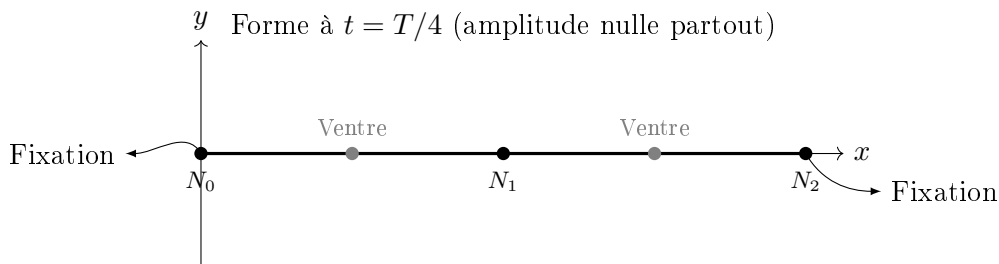 y
Forme à t = T/4 (amplitude nulle partout)
Ventre
Ventre
Fixation
x
N₀
N₁
N₂
Fixation